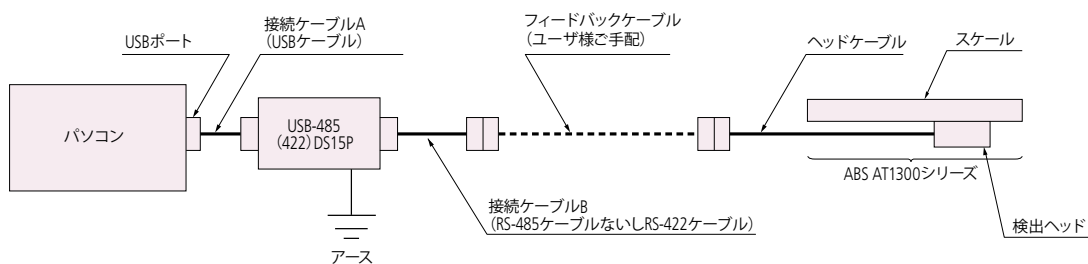 USBポート
接続ケーブルA
(USBケーブル)
フィードバックケーブル
(ユーザ様ご手配)
ヘッドケーブル
スケール
パソコン
USB-485
(422)DS15P
ABS AT1300シリーズ
接続ケーブルB
(RS-485ケーブルないしRS-422ケーブル)
アース
検出ヘッド